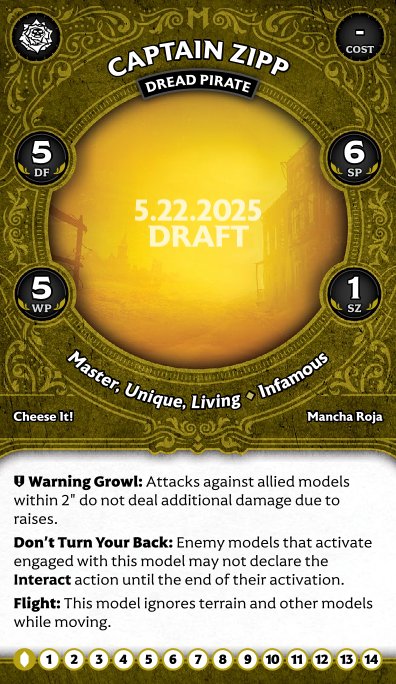 -
COST
CAPTAIN ZIPP
DREAD PIRATE
5
DF
6
SP
5.22.2025
DRAFT
5
WP
1
SZ
Master, Unique, Living ⬥ Infamous
Cheese It!
Mancha Roja
Warning Growl: Attacks against allied models
within 2" do not deal additional damage due to
raises.
Don't Turn Your Back: Enemy models that activate
engaged with this model may not declare the
Interact action until the end of their activation.
Flight: This model ignores terrain and other models
while moving.
1 2 3 4 5 6 7 8 9 10 11 12 13 14